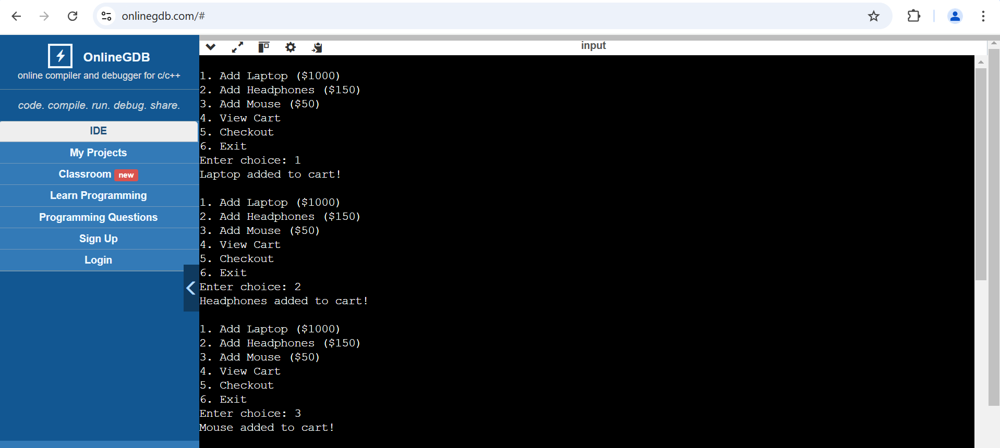 onlinegdb.com/#
OnlineGDB
online compiler and debugger for c/c++
code. compile. run. debug. share.
IDE
My Projects
Classroom new
Learn Programming
Programming Questions
Sign Up
Login
input
1. Add Laptop ($1000)
2. Add Headphones ($150)
3. Add Mouse ($50)
4. View Cart
5. Checkout
6. Exit
Enter choice: 1
Laptop added to cart!
1. Add Laptop ($1000)
2. Add Headphones ($150)
3. Add Mouse ($50)
4. View Cart
5. Checkout
6. Exit
Enter choice: 2
Headphones added to cart!
1. Add Laptop ($1000)
2. Add Headphones ($150)
3. Add Mouse ($50)
4. View Cart
5. Checkout
6. Exit
Enter choice: 3
Mouse added to cart!